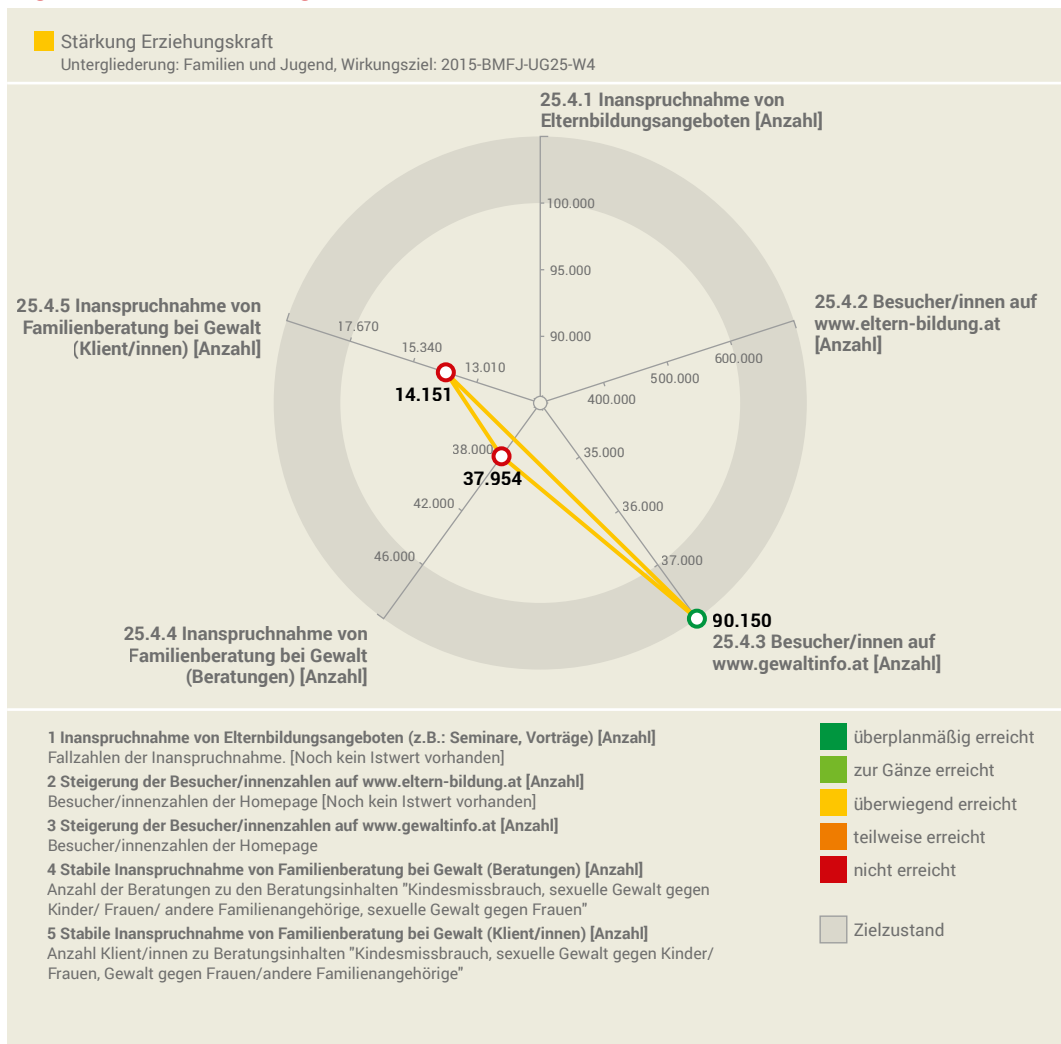 Stärkung Erziehungskraft
Untergliederung: Familien und Jugend, Wirkungsziel: 2015-BMFJ-UG25-W4
25.4.1 Inanspruchnahme von
Elternbildungsangeboten [Anzahl]
100.000
95.000
90.000
25.4.2 Besucher/innen auf
www.eltern-bildung.at
[Anzahl]
600.000
500.000
400.000
25.4.5 Inanspruchnahme von
Familienberatung bei Gewalt
(Klient/innen) [Anzahl]
17.670
15.340
13.010
14.151
38.000
37.954
42.000
46.000
35.000
36.000
37.000
90.150
25.4.3 Besucher/innen auf
www.gewaltinfo.at [Anzahl]
25.4.4 Inanspruchnahme von
Familienberatung bei Gewalt
(Beratungen) [Anzahl]
1 Inanspruchnahme von Elternbildungsangeboten (z.B.: Seminare, Vorträge) [Anzahl]
Fallzahlen der Inanspruchnahme. [Noch kein Istwert vorhanden]
2 Steigerung der Besucher/innenzahlen auf www.eltern-bildung.at [Anzahl]
Besucher/innenzahlen der Homepage [Noch kein Istwert vorhanden]
3 Steigerung der Besucher/innenzahlen auf www.gewaltinfo.at [Anzahl]
Besucher/innenzahlen der Homepage
4 Stabile Inanspruchnahme von Familienberatung bei Gewalt (Beratungen) [Anzahl]
Anzahl der Beratungen zu den Beratungsinhalten "Kindesmissbrauch, sexuelle Gewalt gegen
Kinder/ Frauen/ andere Familienangehörige, sexuelle Gewalt gegen Frauen"
5 Stabile Inanspruchnahme von Familienberatung bei Gewalt (Klient/innen) [Anzahl]
Anzahl Klient/innen zu Beratungsinhalten "Kindesmissbrauch, sexuelle Gewalt gegen Kinder/
Frauen, Gewalt gegen Frauen/andere Familienangehörige"
überplanmäßig erreicht
zur Gänze erreicht
überwiegend erreicht
teilweise erreicht
nicht erreicht
Zielzustand